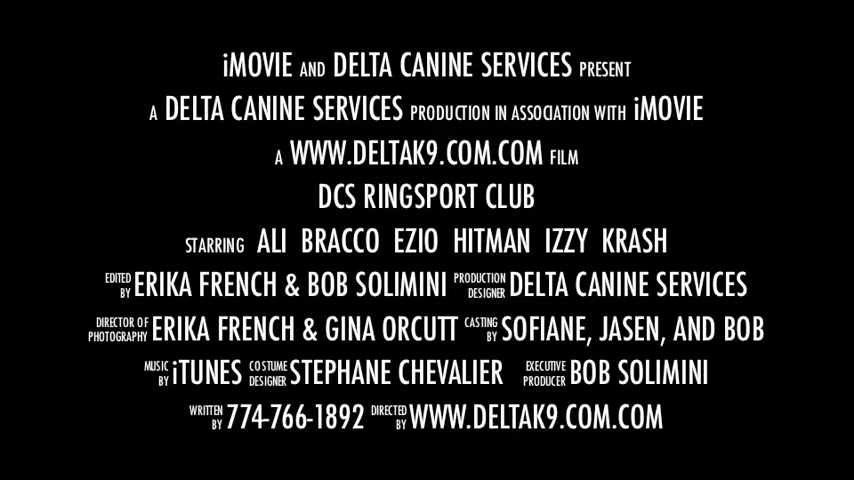 iMOVIE AND DELTA CANINE SERVICES PRESENT
A DELTA CANINE SERVICES PRODUCTION IN ASSOCIATION WITH iMOVIE
A WWW.DELTAK9.COM.COM FILM
DCS RINGSPORT CLUB
STARRING ALI BRACCO EZIO HITMAN IZZY KRASH
EDITED BY ERIKA FRENCH & BOB SOLIMINI PRODUCTION DESIGNER DELTA CANINE SERVICES
DIRECTOR OF PHOTOGRAPHY ERIKA FRENCH & GINA ORCUTT CASTING BY SOFIANE, JASEN, AND BOB
MUSIC BY iTUNES COSTUME DESIGNER STEPHANE CHEVALIER EXECUTIVE PRODUCER BOB SOLIMINI
WRITTEN BY 774-766-1892 DIRECTED BY WWW.DELTAK9.COM.COM